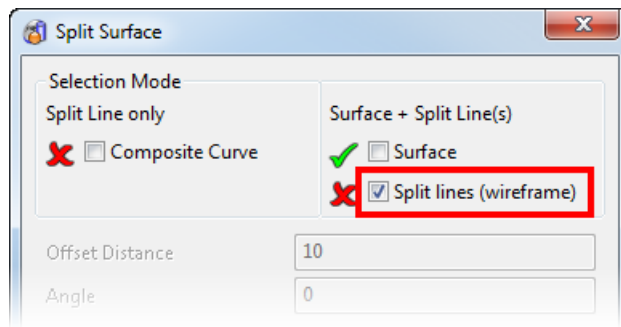 Split Surface
Selection Mode
Split Line only
Surface + Split Line(s)
Composite Curve
Surface
Split lines (wireframe)
Offset Distance
10
Angle
0